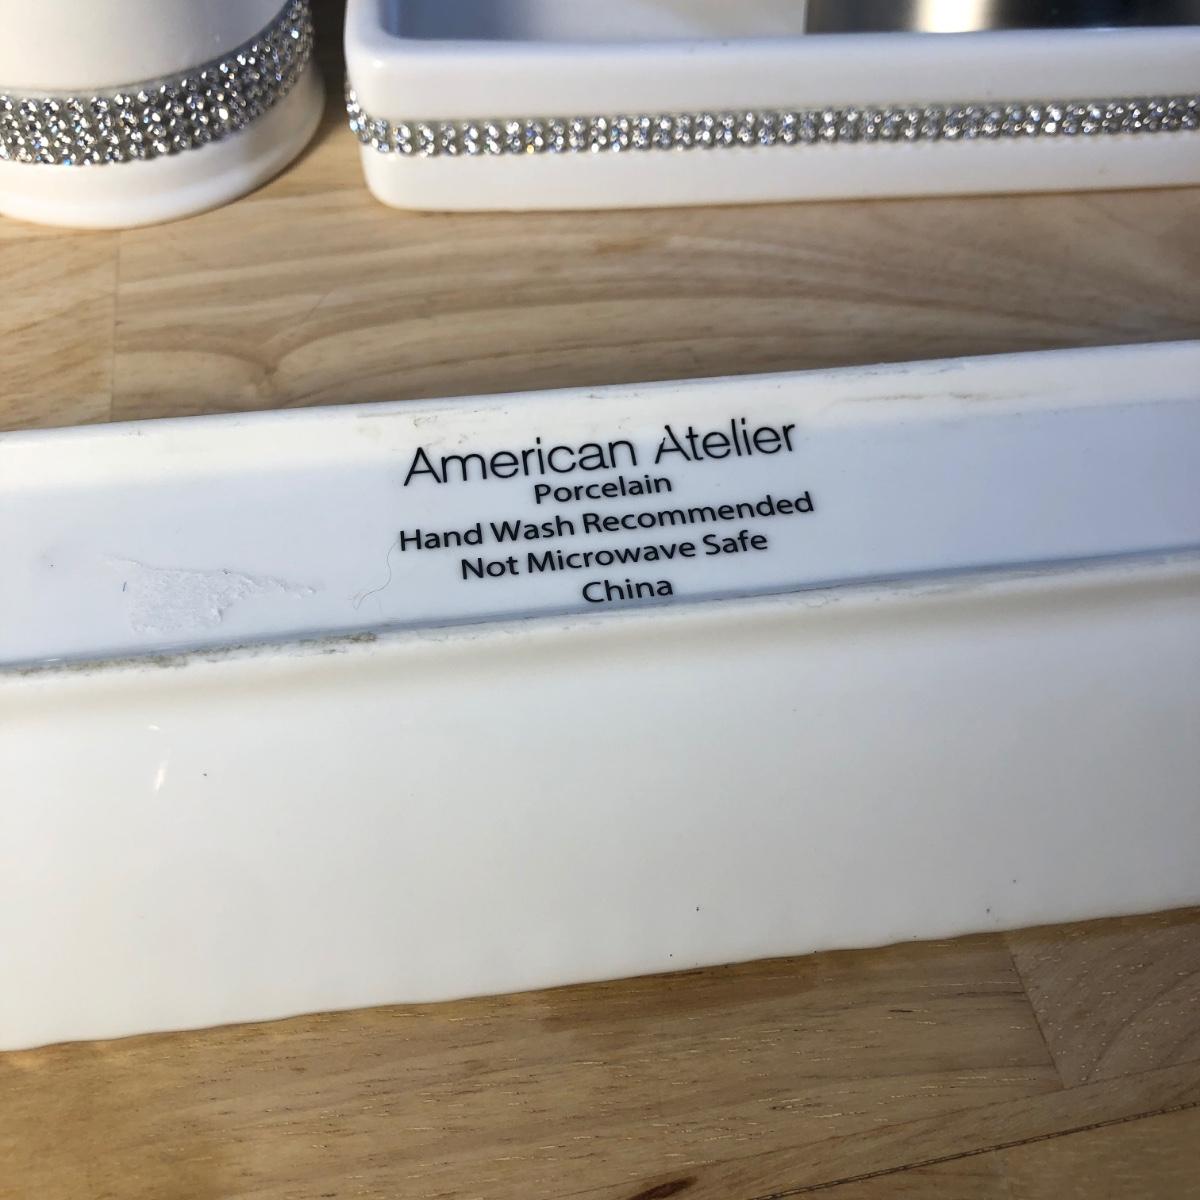 American Atelier
Porcelain
Hand Wash Recommended
Not Microwave Safe
China